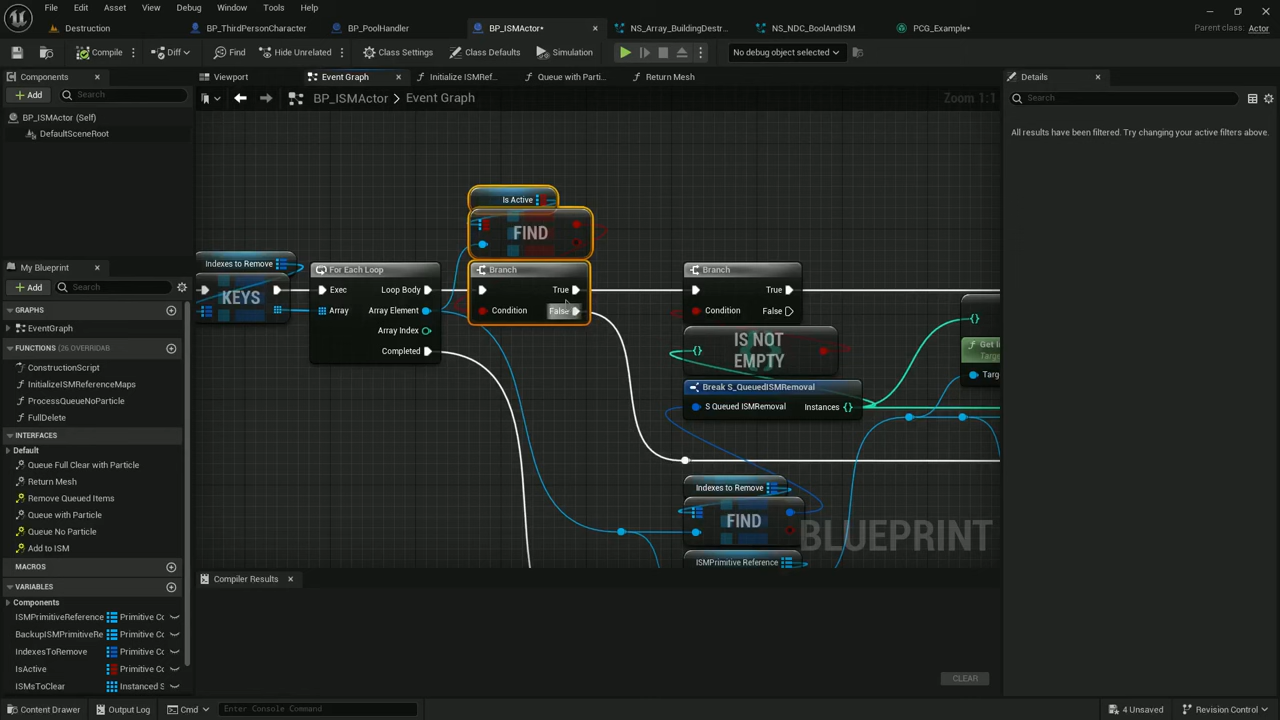 File Edit Asset View Debug Window Tools Help
Parent class: Actor
Destruction
BP_ThirdPersonCharacter
BP_PoolHandler
BP_ISMActor*
NS_Array_BuildingDestr...
NS_NDC_BoolAndISM
PCG_Example*
Compile
Diff
Find
Hide Unrelated
Class Settings
Class Defaults
Simulation
No debug object selected
Components
Viewport
Event Graph
Initialize ISMRef...
Queue with Parti...
Return Mesh
Details
Add
Search
BP_ISMActor > Event Graph
Zoom 1:1
Search
BP_ISMActor (Self)
DefaultSceneRoot
All results have been filtered. Try changing your active filters above.
Is Active
FIND
Indexes to Remove
KEYS
For Each Loop
Exec
Loop Body
Array
Array Element
Array Index
Completed
Branch
True
Condition
False
Branch
True
Condition
False
IS NOT
EMPTY
Break S_QueuedISMRemoval
S Queued ISMRemoval
Instances
Targ
Indexes to Remove
FIND
ISMPrimitive Reference
BLUEPRINT
My Blueprint
Add
Search
GRAPHS
EventGraph
FUNCTIONS (26 OVERRIDAB
ConstructionScript
InitializeISMReferenceMaps
ProcessQueueNoParticle
FullDelete
INTERFACES
Default
Queue Full Clear with Particle
Return Mesh
Remove Queued Items
Queue with Particle
Queue No Particle
Add to ISM
MACROS
VARIABLES
Components
ISMPrimitiveReference Primitive Cc
BackupISMPrimitiveRe Primitive Cc
IndexesToRemove Primitive Cc
IsActive Primitive Cc
ISMsToClear Instanced S
Compiler Results
CLEAR
Content Drawer
Output Log
Cmd
Enter Console Command
4 Unsaved
Revision Control